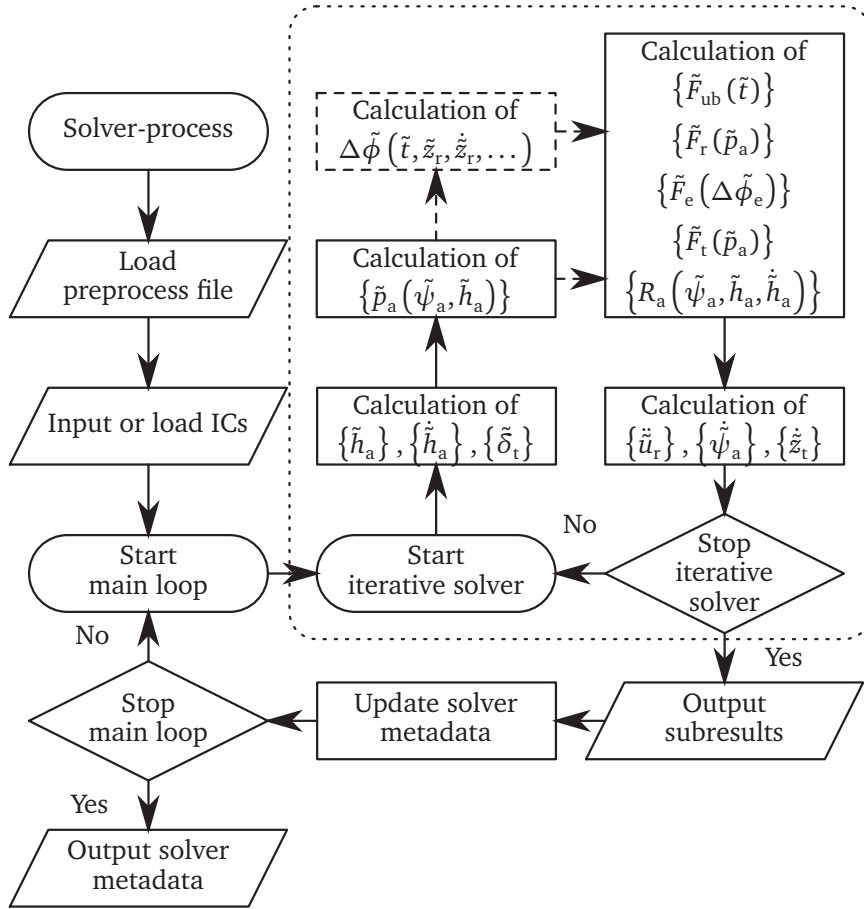 Solver-process
Load
preprocess file
Input or load ICs
Start
main loop
Start
iterative solver
Calculation of
{h̃ₐ} , {h̃̇ₐ} , {δ̃ₜ}
Calculation of
{p̃ₐ (ψ̃ₐ, h̃ₐ)}
Calculation of
Δφ̃ (t̃, z̃ᵣ, z̃̇ᵣ, . . . )
Calculation of
{F̃_ub (t̃)}
{F̃ᵣ (p̃ₐ)}
{F̃ₑ (Δφ̃ₑ)}
{F̃ₜ (p̃ₐ)}
{Rₐ (ψ̃ₐ, h̃ₐ, h̃̇ₐ)}
Calculation of
{ũ̈ᵣ} , {ψ̃̇ₐ} , {z̃̇ₜ}
Stop
iterative
solver
No
Yes
Output
subresults
Update solver
metadata
Stop
main loop
No
Yes
Output solver
metadata